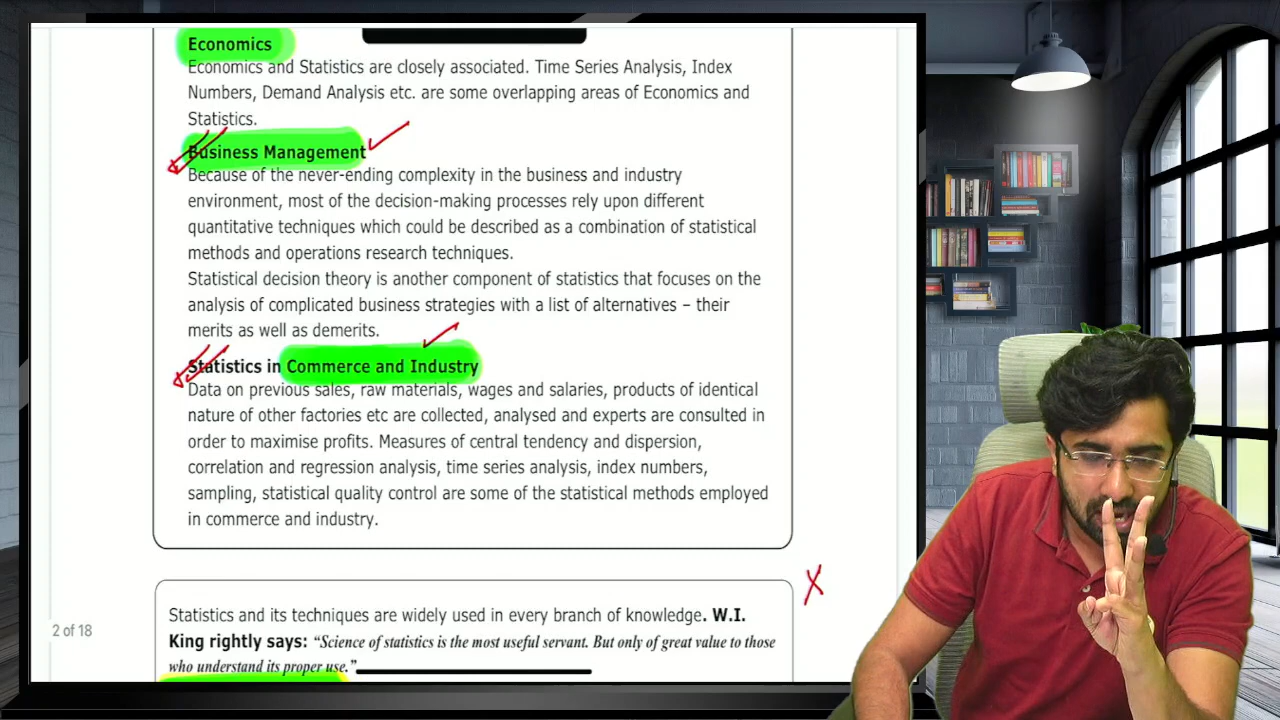 Economics
Economics and Statistics are closely associated. Time Series Analysis, Index
Numbers, Demand Analysis etc. are some overlapping areas of Economics and
Statistics.
Business Management
Because of the never-ending complexity in the business and industry
environment, most of the decision-making processes rely upon different
quantitative techniques which could be described as a combination of statistical
methods and operations research techniques.
Statistical decision theory is another component of statistics that focuses on the
analysis of complicated business strategies with a list of alternatives – their
merits as well as demerits.
Statistics in Commerce and Industry
Data on previous sales, raw materials, wages and salaries, products of identical
nature of other factories etc are collected, analysed and experts are consulted in
order to maximise profits. Measures of central tendency and dispersion,
correlation and regression analysis, time series analysis, index numbers,
sampling, statistical quality control are some of the statistical methods employed
in commerce and industry.
Statistics and its techniques are widely used in every branch of knowledge. W.I.
King rightly says: “Science of statistics is the most useful servant. But only of great value to those
who understand its proper use.”
2 of 18